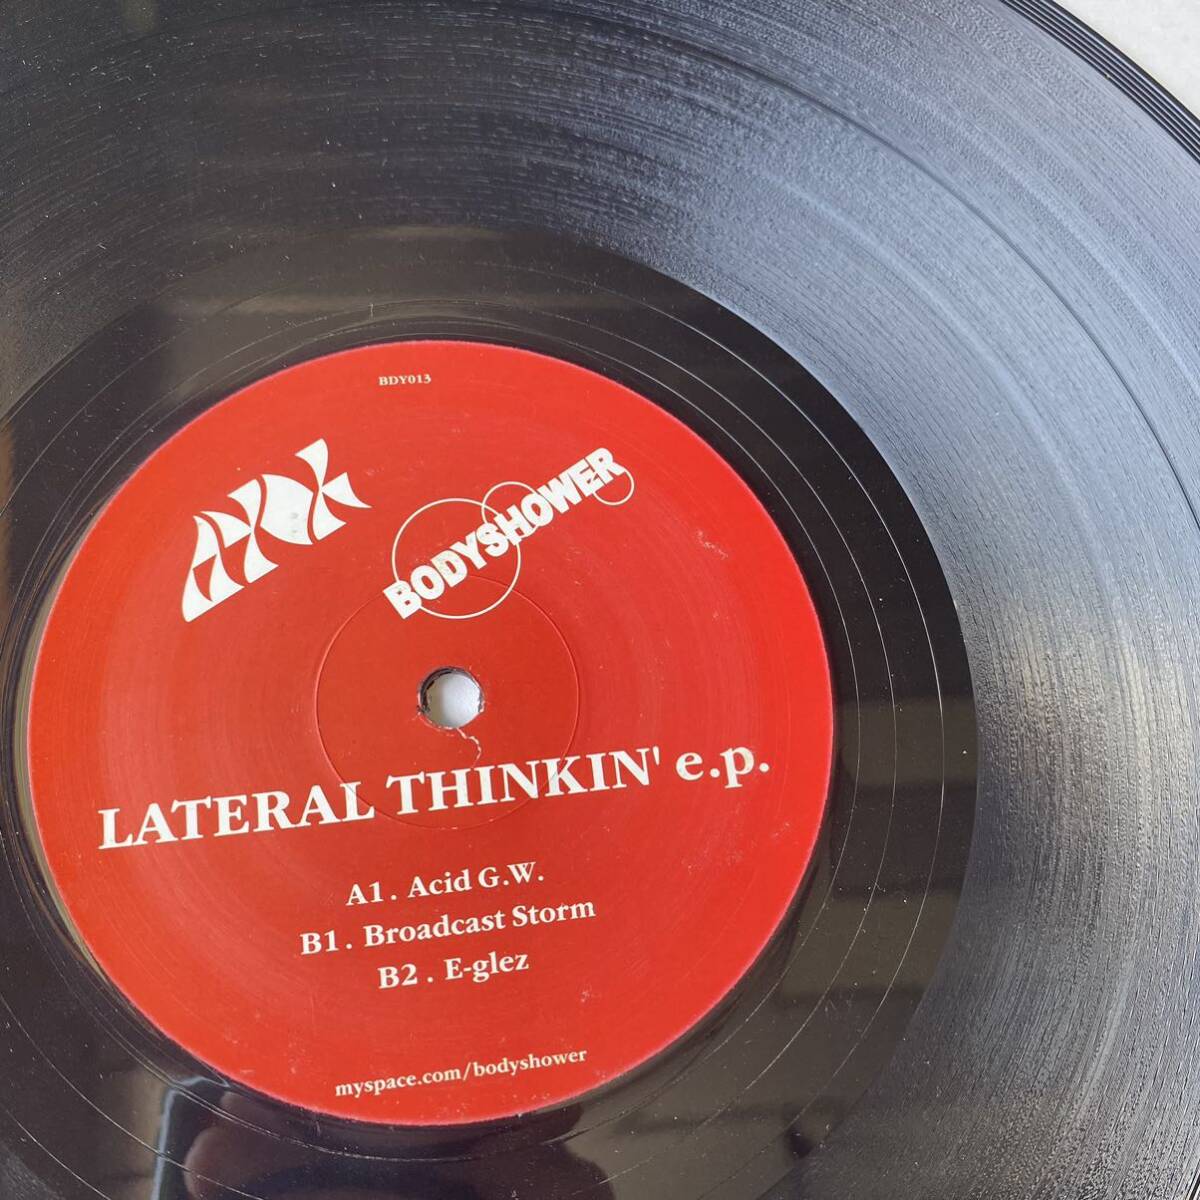 BDY013
BODYSHOWER
LATERAL THINKIN' e.p.
A1. Acid G.W.
B1. Broadcast Storm
B2. E-glez
myspace.com/bodyshower